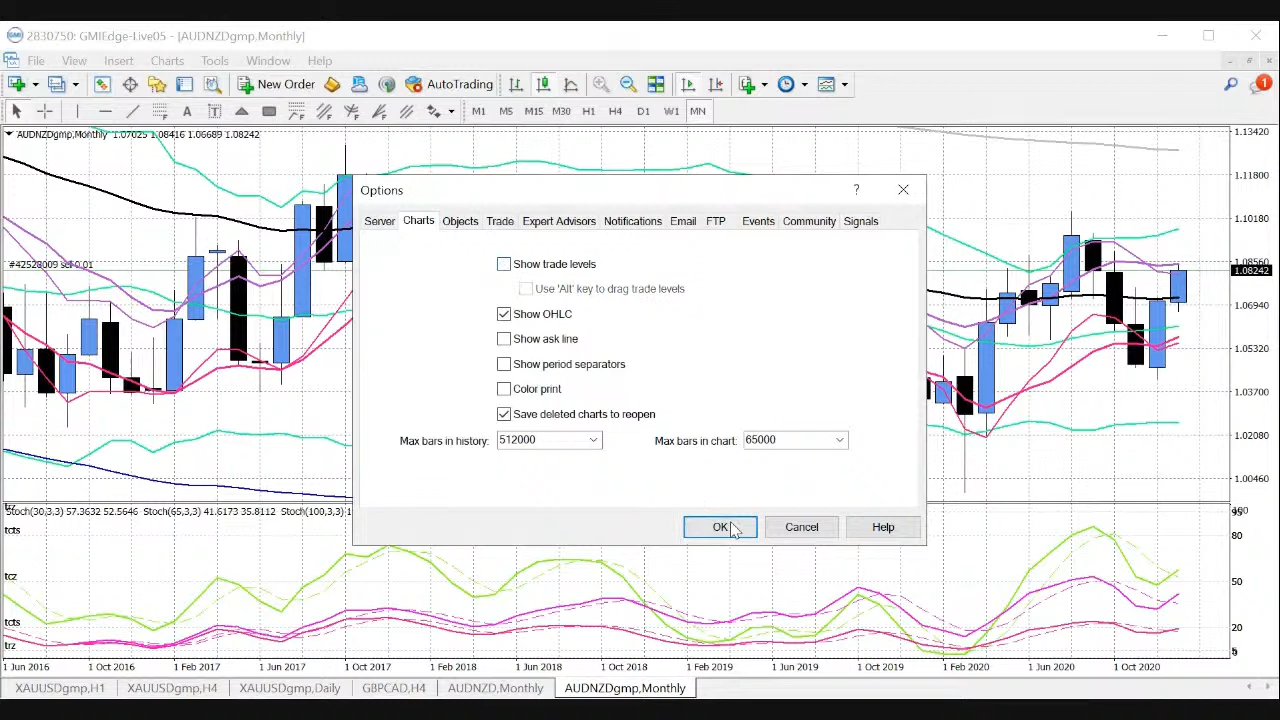 2830750: GMIEdge-Live05 - [AUDNZDgmp,Monthly]
File View Insert Charts Tools Window Help
New Order AutoTrading 1
A T M1 M5 M15 M30 H1 H4 D1 W1 MN
AUDNZDgmp,Monthly 1.07025 1.08416 1.06689 1.08242
1.13420
1.11800
1.10180
1.08560
1.08242
1.06940
1.05320
1.03700
1.02080
1.00460
Options ?
Server Charts Objects Trade Expert Advisors Notifications Email FTP Events Community Signals
Show trade levels
Use 'Alt' key to drag trade levels
Show OHLC
Show ask line
Show period separators
Color print
Save deleted charts to reopen
Max bars in history: 512000 Max bars in chart: 65000
OK Cancel Help
Stoch(30,3,3) 57.3632 52.5646 Stoch(65,3,3) 41.6173 35.8112 Stoch(100,3,3)
tcts
tcz
tcts
trz
80
50
20
1 Jun 2016 1 Oct 2016 1 Feb 2017 1 Jun 2017 1 Oct 2017 1 Feb 2018 1 Jun 2018 1 Oct 2018 1 Feb 2019 1 Jun 2019 1 Oct 2019 1 Feb 2020 1 Jun 2020 1 Oct 2020
XAUUSDgmp,H1 XAUUSDgmp,H4 XAUUSDgmp,Daily GBPCAD,H4 AUDNZD,Monthly AUDNZDgmp,Monthly